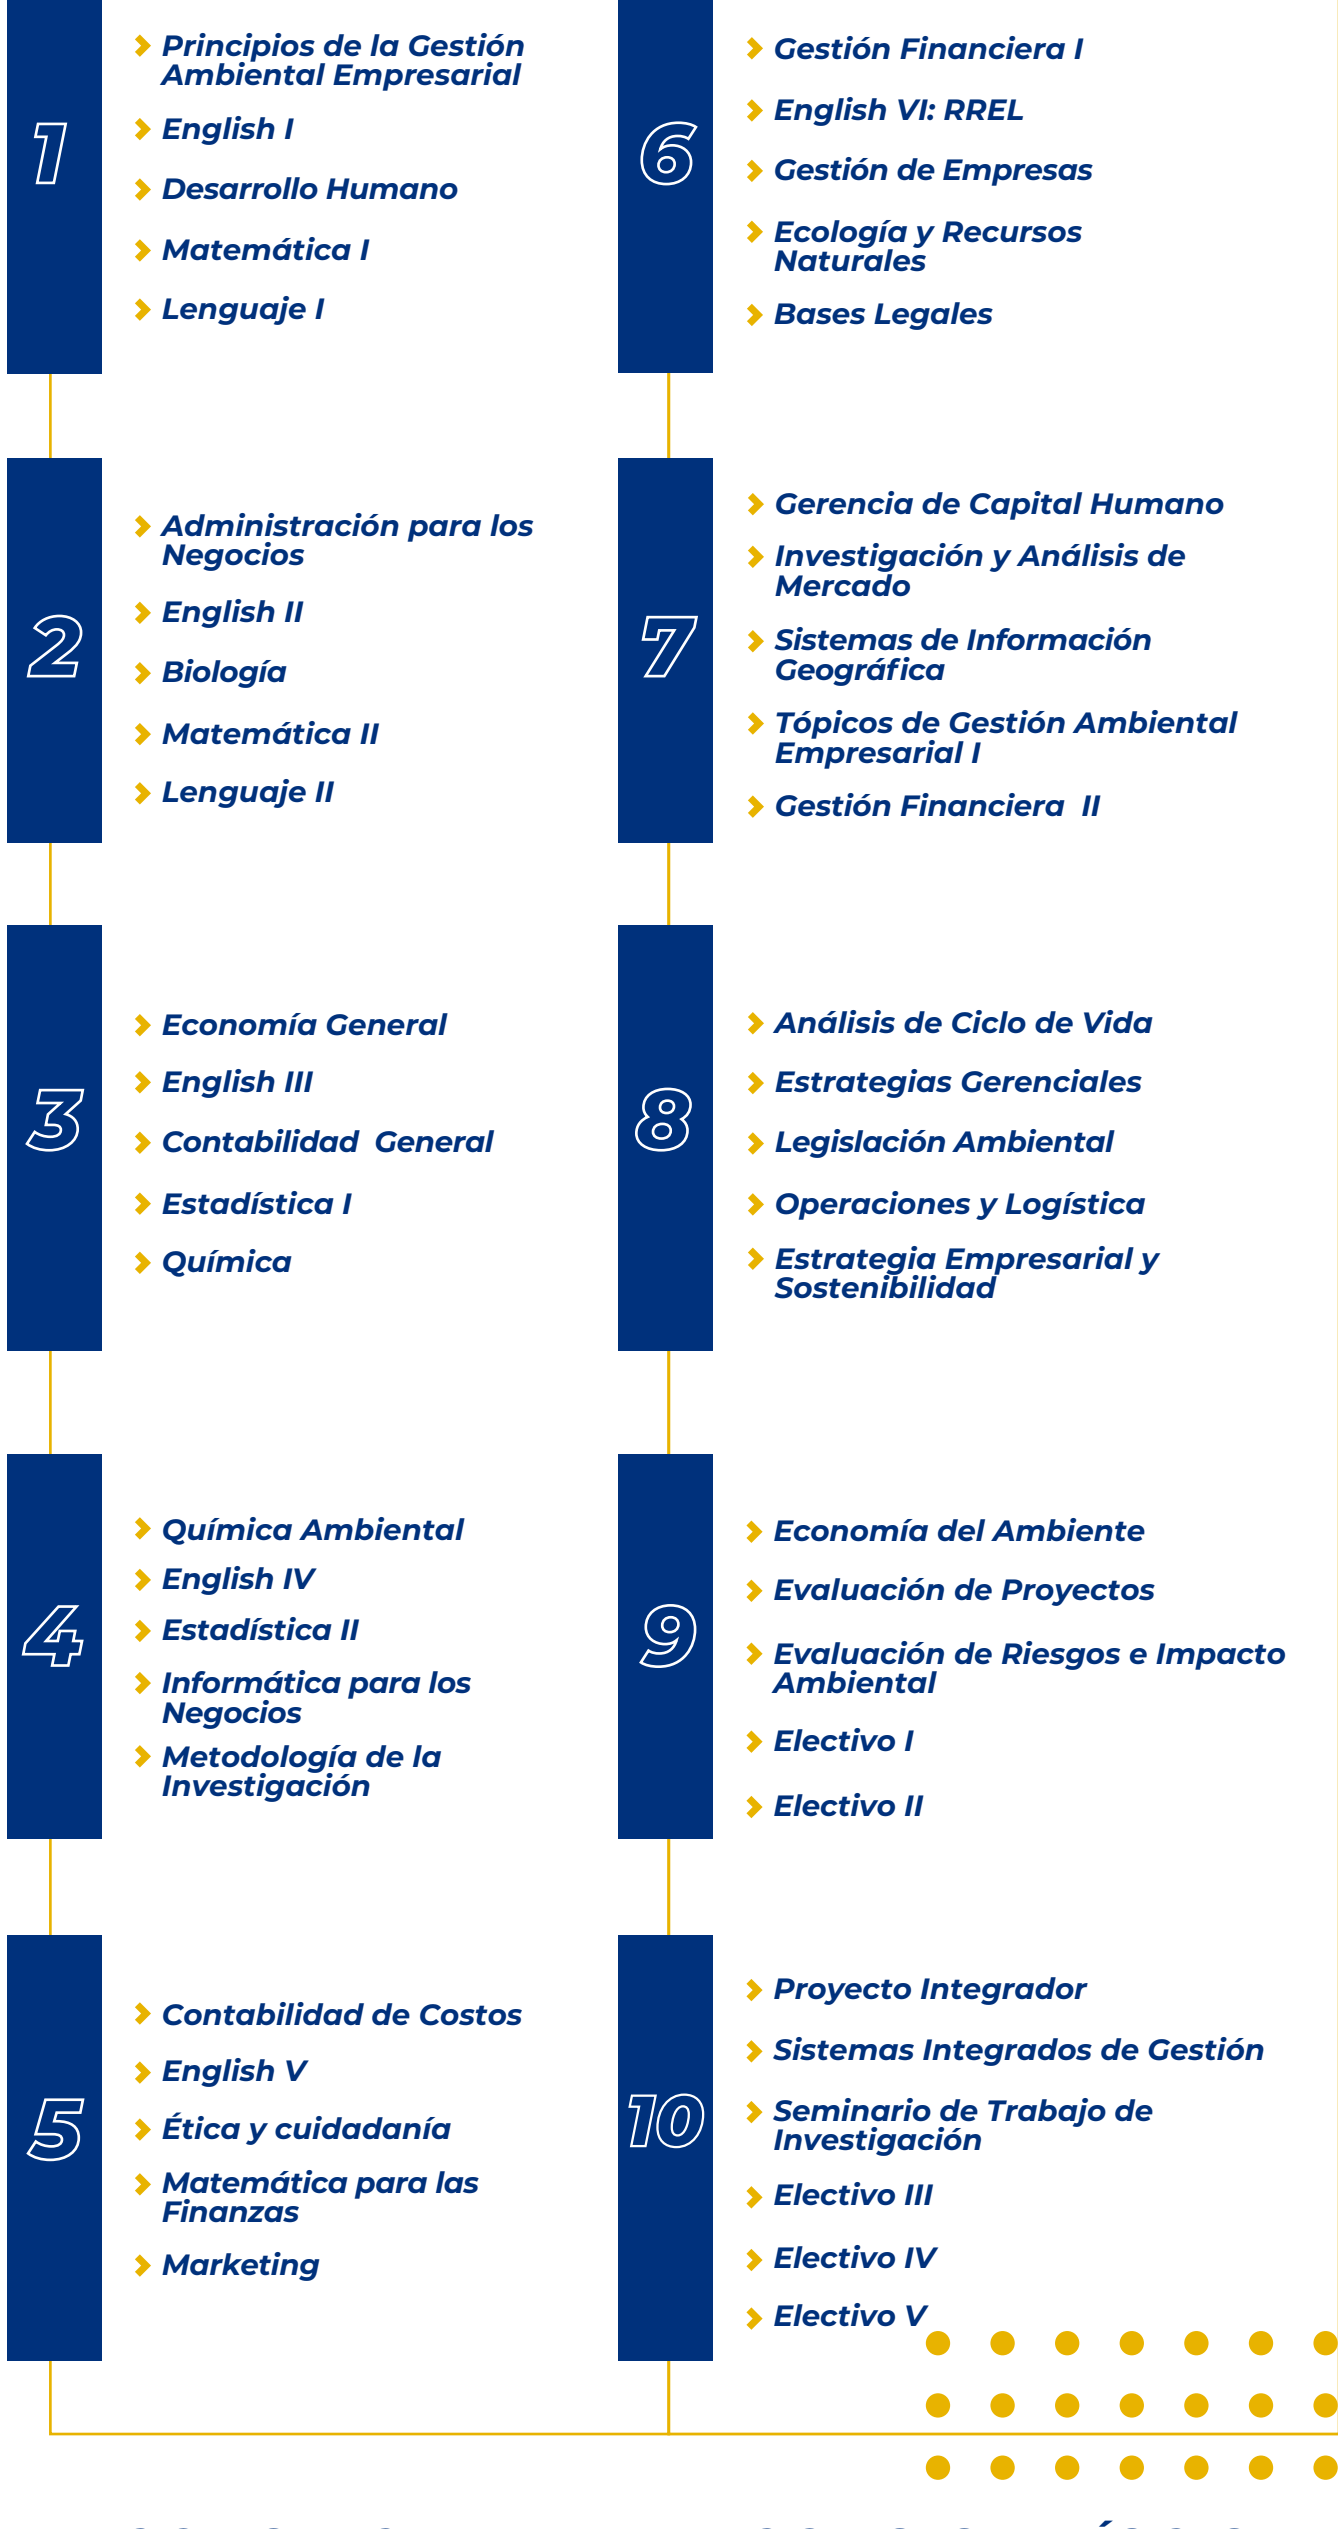 1
Principios de la Gestión
Ambiental Empresarial
English I
Desarrollo Humano
Matemática I
Lenguaje I
2
Administración para los
Negocios
English II
Biología
Matemática II
Lenguaje II
3
Economía General
English III
Contabilidad General
Estadística I
Química
4
Química Ambiental
English IV
Estadística II
Informática para los
Negocios
Metodología de la
Investigación
5
Contabilidad de Costos
English V
Ética y cuidadanía
Matemática para las
Finanzas
Marketing
6
Gestión Financiera I
English VI: RREL
Gestión de Empresas
Ecología y Recursos
Naturales
Bases Legales
7
Gerencia de Capital Humano
Investigación y Análisis de
Mercado
Sistemas de Información
Geográfica
Tópicos de Gestión Ambiental
Empresarial I
Gestión Financiera II
8
Análisis de Ciclo de Vida
Estrategias Gerenciales
Legislación Ambiental
Operaciones y Logística
Estrategia Empresarial y
Sostenibilidad
9
Economía del Ambiente
Evaluación de Proyectos
Evaluación de Riesgos e Impacto
Ambiental
Electivo I
Electivo II
10
Proyecto Integrador
Sistemas Integrados de Gestión
Seminario de Trabajo de
Investigación
Electivo III
Electivo IV
Electivo V